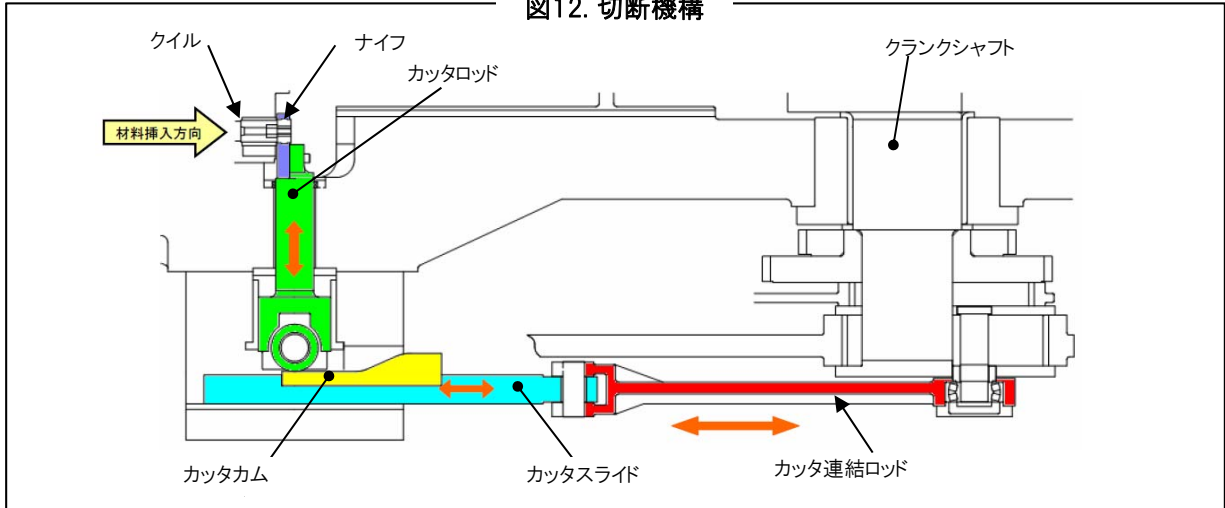 図12. 切断機構
クイル
ナイフ
クランクシャフト
カッタロッド
材料挿入方向
カッタカム
カッタスライド
カッタ連結ロッド